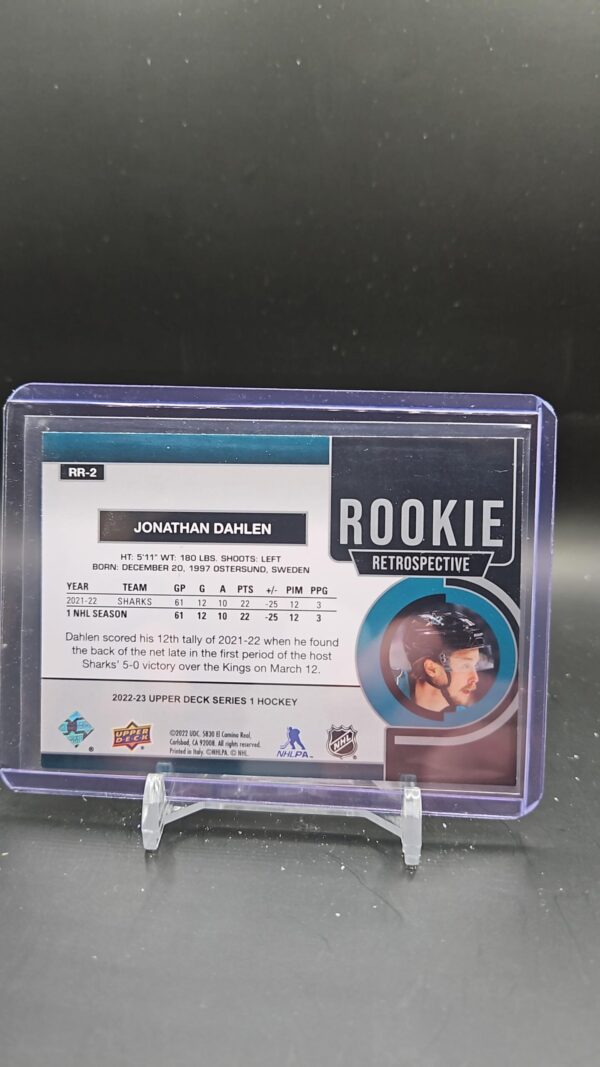 RR-2
JONATHAN DAHLEN
HT: 5'11" WT: 180 LBS. SHOOTS: LEFT
BORN: DECEMBER 20, 1997 OSTERSUND, SWEDEN
YEAR TEAM GP G A PTS +/- PIM PPG
2021-22 SHARKS 61 12 10 22 -25 12 3
1 NHL SEASON 61 12 10 22 -25 12 3
Dahlen scored his 12th tally of 2021-22 when he found
the back of the net late in the first period of the host
Sharks' 5-0 victory over the Kings on March 12.
2022-23 UPPER DECK SERIES 1 HOCKEY
ROOKIE
RETROSPECTIVE
®
UPPER
DECK
®
©2022 UDC, 5830 El Camino Real,
Carlsbad, CA 92008. All rights reserved.
Printed in Italy. ©NHLPA. © NHL.
NHLPA
NHL